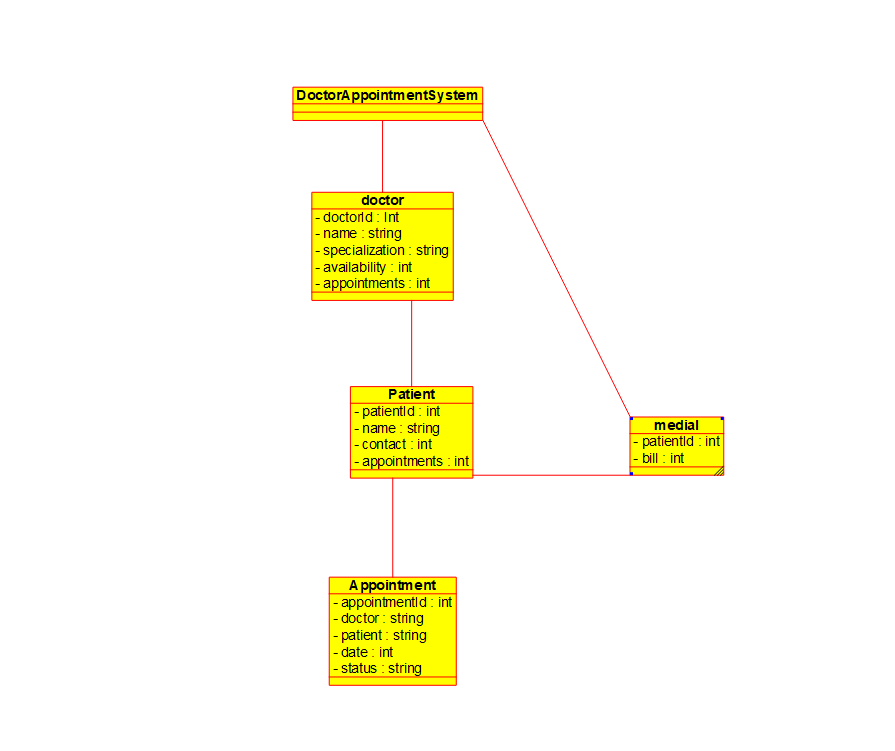 DoctorAppointmentSystem
doctor
- doctorId : Int
- name : string
- specialization : string
- availability : int
- appointments : int
Patient
- patientId : int
- name : string
- contact : int
- appointments : int
medial
- patientId : int
- bill : int
Appointment
- appointmentId : int
- doctor : string
- patient : string
- date : int
- status : string